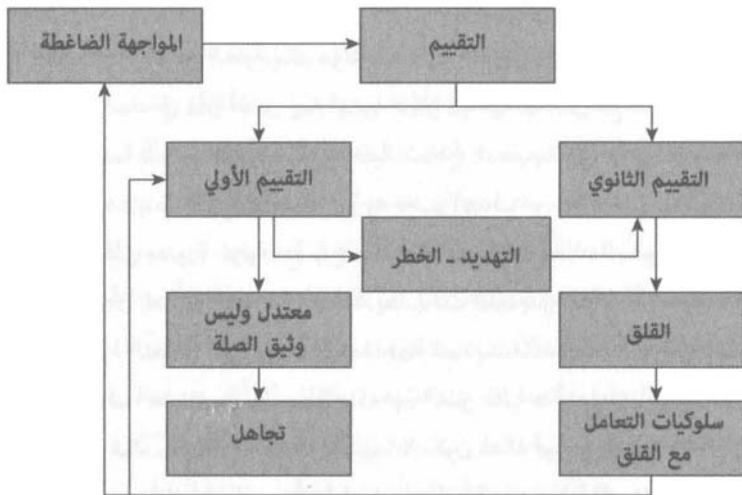 المواجهة الضاغطة
التقييم
التقييم الأولي
التقييم الثانوي
التهديد ـ الخطر
معتدل وليس
وثيق الصلة
القلق
تجاهل
سلوكيات التعامل
مع القلق